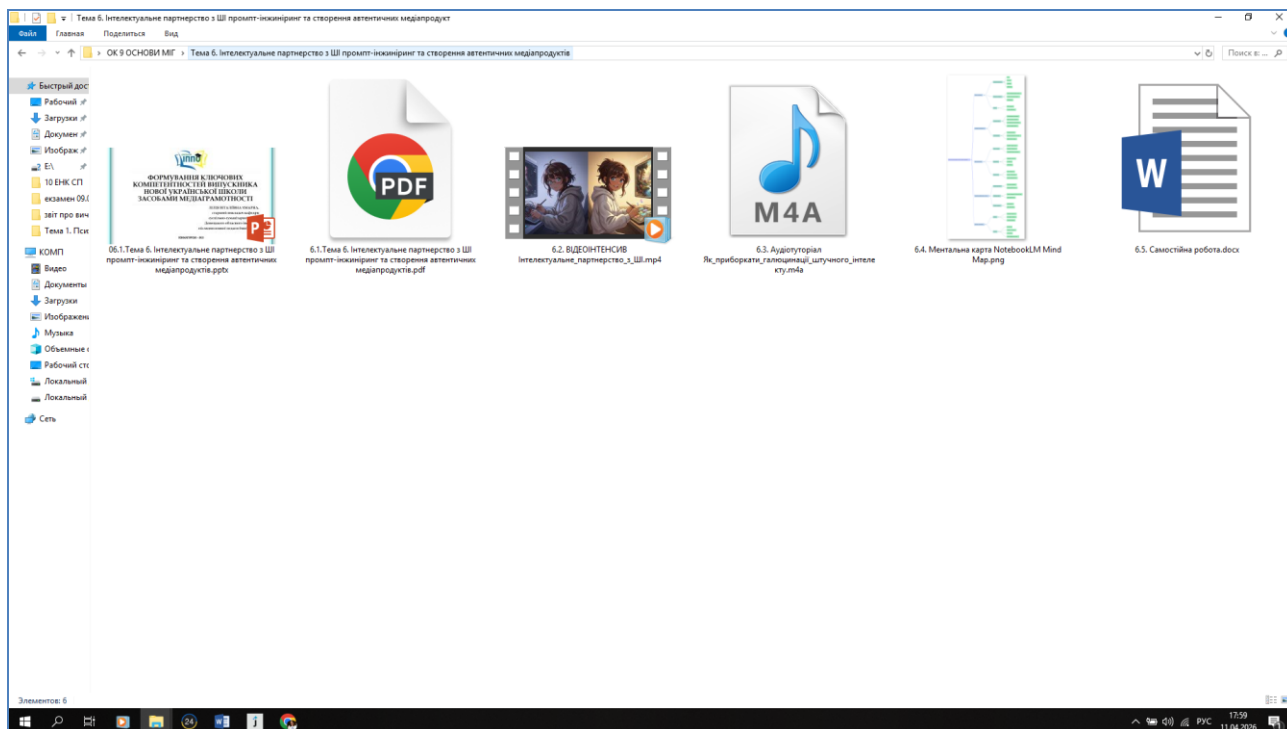 Тема 6. Інтелектуальне партнерство з ШІ промпт-інжиніринг та створення автентичних медіапродукт
Файл Главная Поделиться Вид
ОК 9 ОСНОВИ МІГ › Тема 6. Інтелектуальне партнерство з ШІ промпт-інжиніринг та створення автентичних медіапродуктів
Поиск в: ...
Быстрый дос
Рабочий
Загрузки
Докумен
Изображ
E:\
10 ЕНК СП
екзамен 09.0
звіт про вич
Тема 1. Пси
КОМП
Видео
Документы
Загрузки
Изображени
Музыка
Объемные о
Рабочий сто
Локальный
Локальный
Сеть
inno
ФОРМУВАННЯ КЛЮЧОВИХ
КОМПЕТЕНТНОСТЕЙ ВИПУСКНИКА
НОВОЇ УКРАЇНСЬКОЇ ШКОЛИ
ЗАСОБАМИ МЕДІАГРАМОТНОСТІ
P
06.1.Тема 6. Інтелектуальне партнерство з ШІ
промпт-інжиніринг та створення автентичних
медіапродуктів.pptx
PDF
6.1.Тема 6. Інтелектуальне партнерство з ШІ
промпт-інжиніринг та створення автентичних
медіапродуктів.pdf
6.2. ВІДЕОІНТЕНСИВ
Інтелектуальне_партнерство_з_ШІ.mp4
M4A
6.3. Аудіотуторіал
Як_приборкати_галюцинації_штучного_інтеле
кту.m4a
6.4. Ментальна карта NotebookLM Mind
Map.png
W
6.5. Самостійна робота.docx
Элементов: 6
24
РУС
17:59
11.04.2026